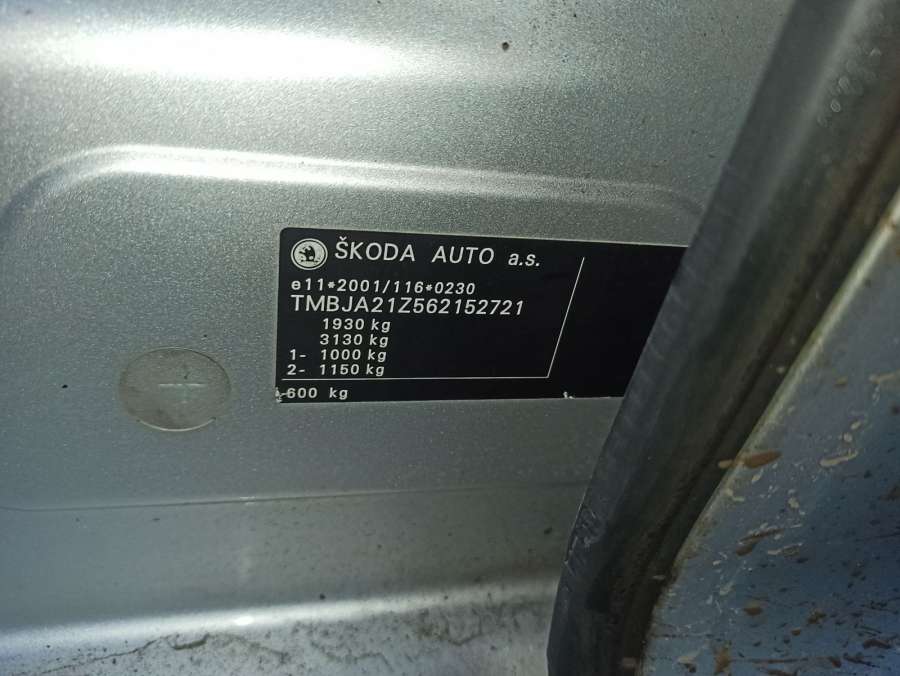 ŠKODA AUTO a.s.
e11*2001/116*0230
TMBJA21Z562152721
1930 kg
3130 kg
1- 1000 kg
2- 1150 kg
600 kg